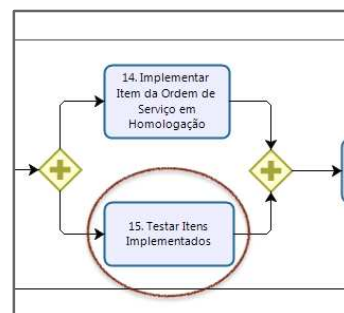 14. Implementar
Item da Ordem de
Serviço em
Homologação
15. Testar Itens
Implementados